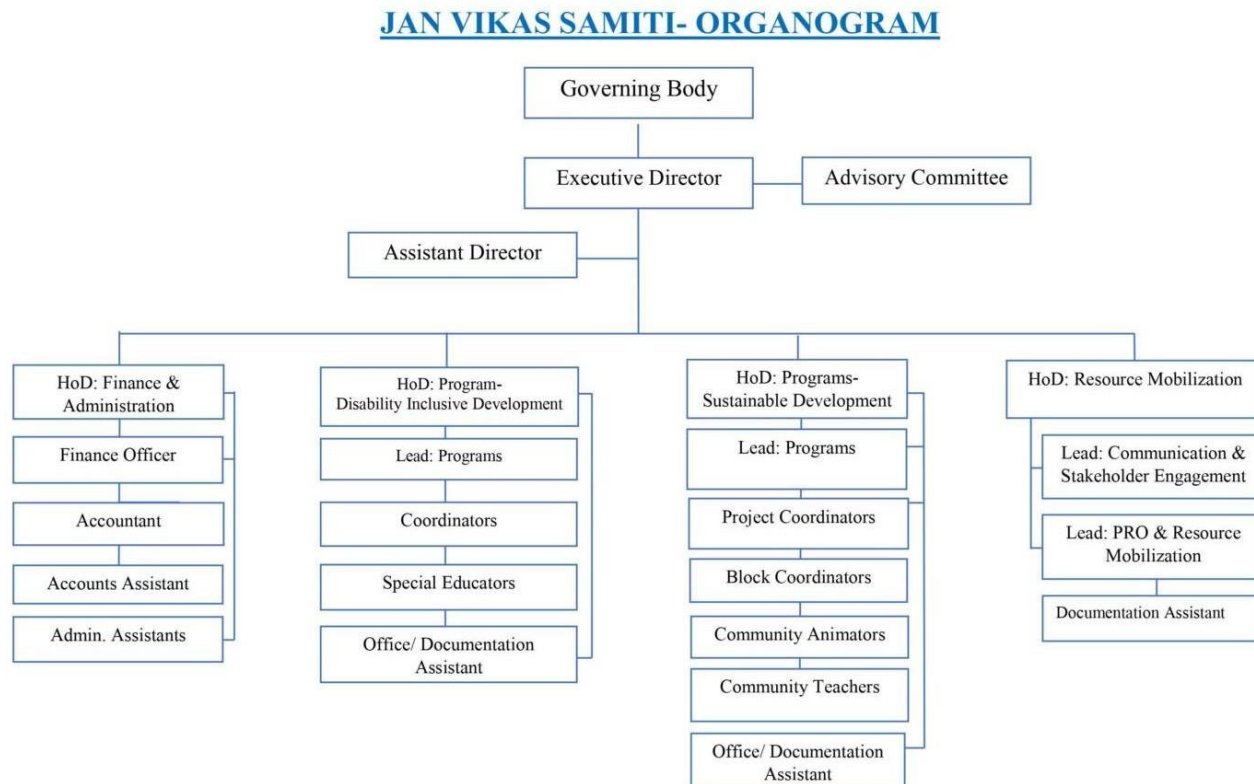 JAN VIKAS SAMITI- ORGANOGRAM
Governing Body
Executive Director
Advisory Committee
Assistant Director
HoD: Finance &
Administration
Finance Officer
Accountant
Accounts Assistant
Admin. Assistants
HoD: Program-
Disability Inclusive Development
Lead: Programs
Coordinators
Special Educators
Office/ Documentation
Assistant
HoD: Programs-
Sustainable Development
Lead: Programs
Project Coordinators
Block Coordinators
Community Animators
Community Teachers
Office/ Documentation
Assistant
HoD: Resource Mobilization
Lead: Communication &
Stakeholder Engagement
Lead: PRO & Resource
Mobilization
Documentation Assistant